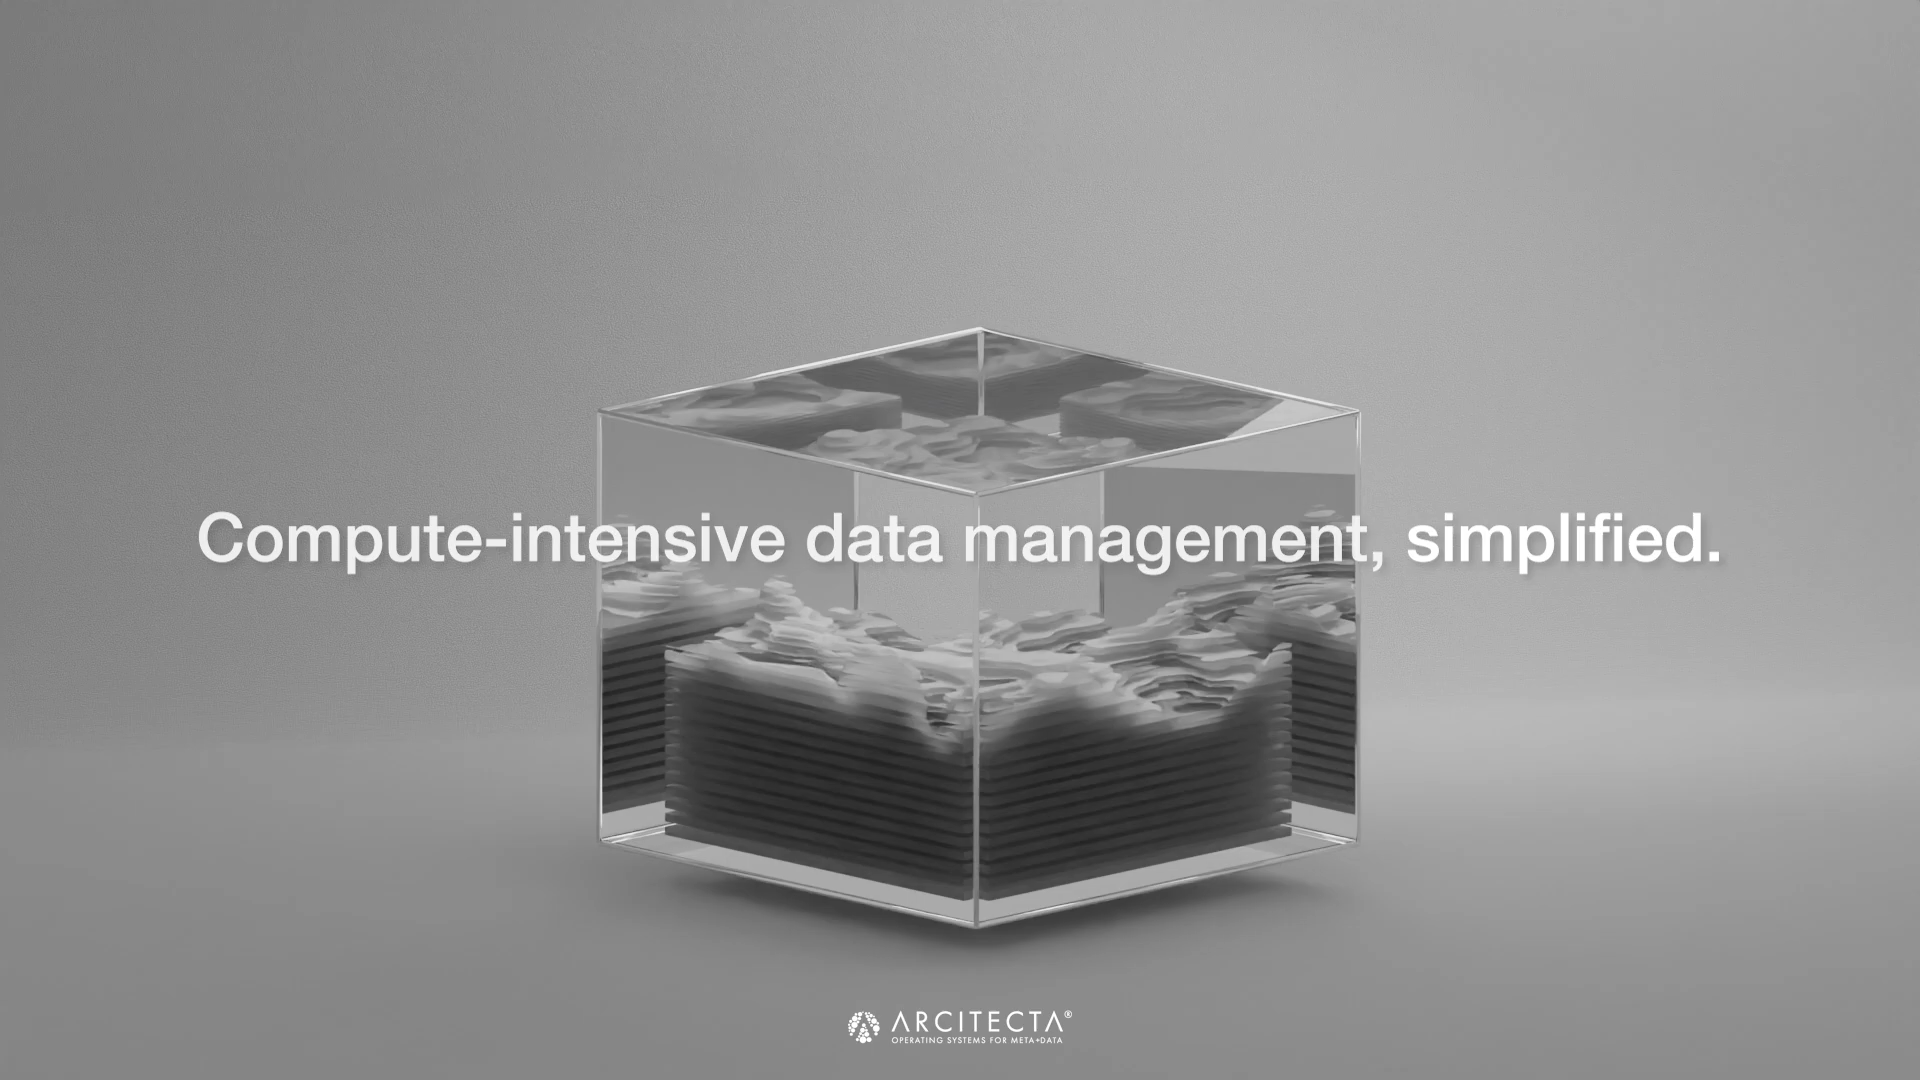 Compute-intensive data management, simplified.
ARCITECTA®
OPERATING SYSTEMS FOR META+DATA